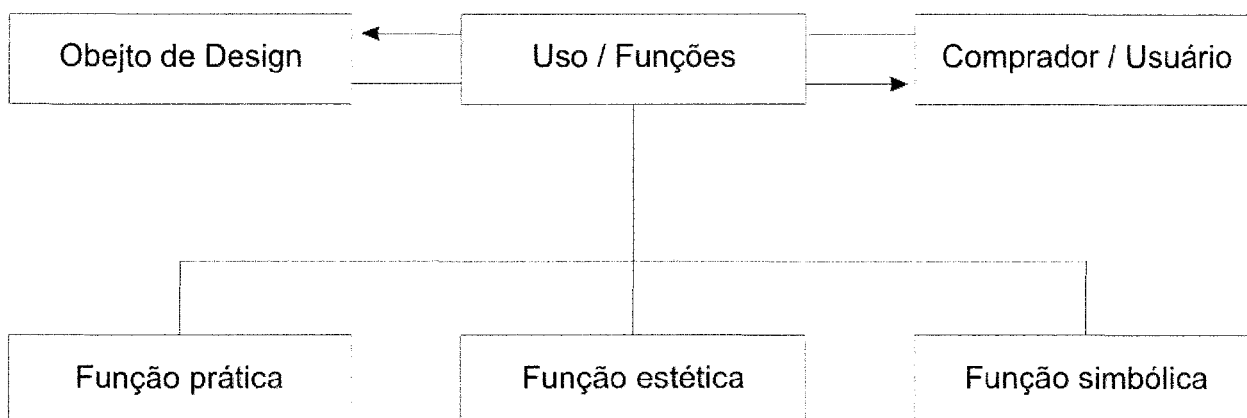 Obejto de Design
Uso / Funções
Comprador / Usuário
Função prática
Função estética
Função simbólica